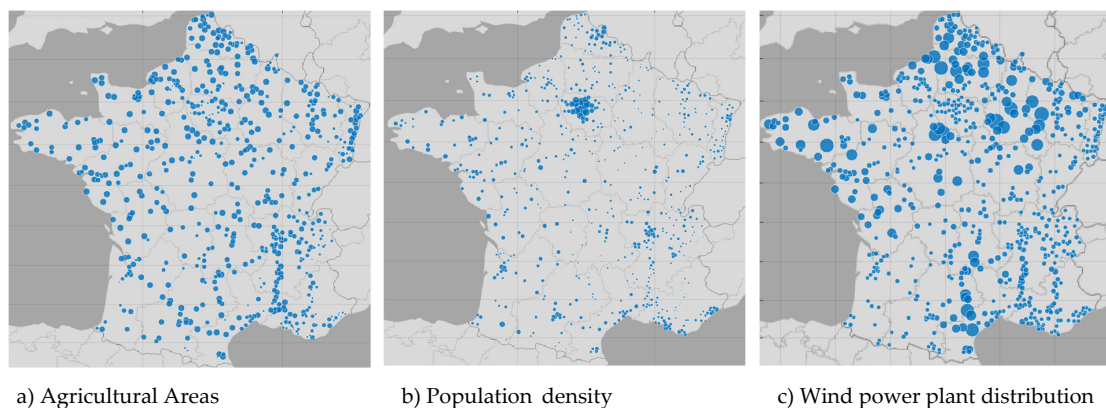 a) Agricultural Areas
b) Population density
c) Wind power plant distribution